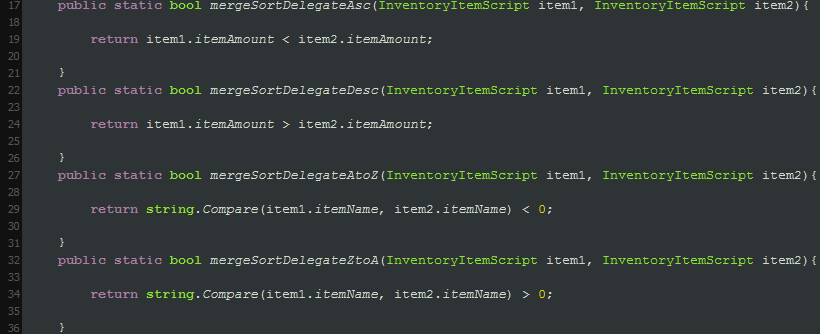 17 public static bool mergeSortDelegateAsc(InventoryItemScript item1, InventoryItemScript item2){
18
19 return item1.itemAmount < item2.itemAmount;
20
21 }
22 public static bool mergeSortDelegateDesc(InventoryItemScript item1, InventoryItemScript item2){
23
24 return item1.itemAmount > item2.itemAmount;
25
26 }
27 public static bool mergeSortDelegateAtoZ(InventoryItemScript item1, InventoryItemScript item2){
28
29 return string.Compare(item1.itemName, item2.itemName) < 0;
30
31 }
32 public static bool mergeSortDelegateZtoA(InventoryItemScript item1, InventoryItemScript item2){
33
34 return string.Compare(item1.itemName, item2.itemName) > 0;
35
36 }